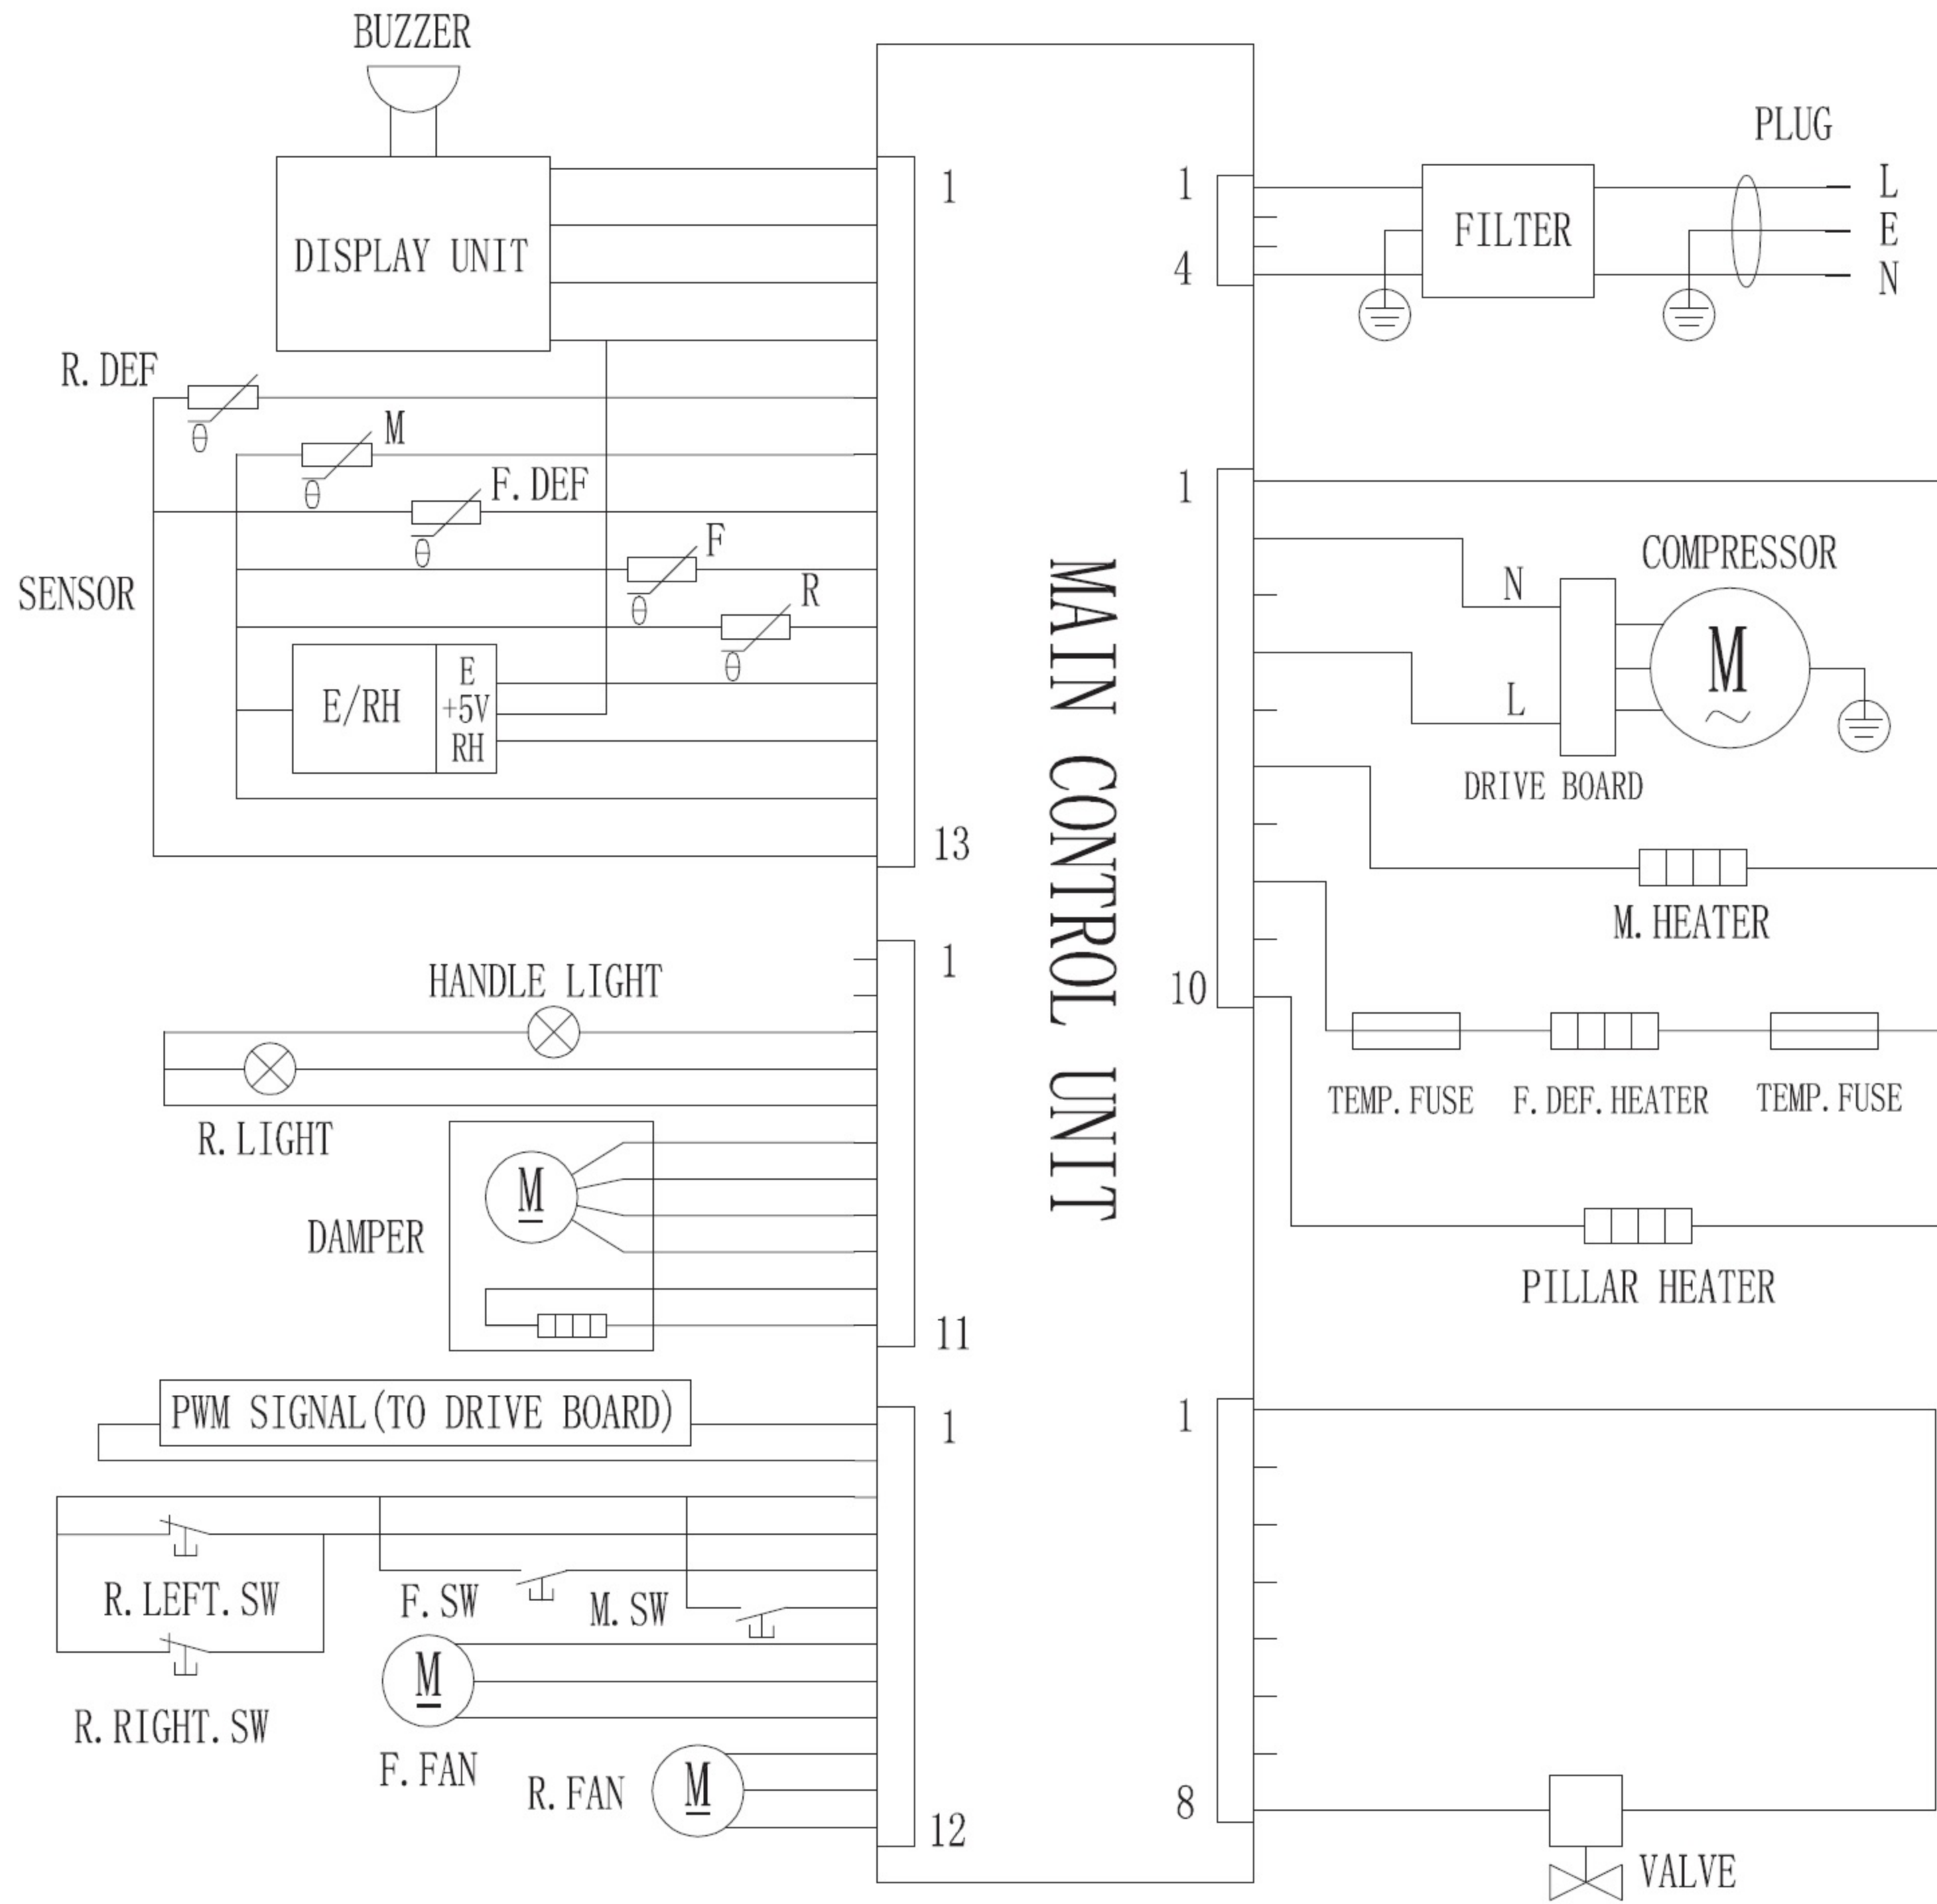 BUZZER
DISPLAY UNIT
R.DEF
θ
M
θ
F.DEF
θ
F
θ
R
θ
SENSOR
E/RH
E
+5V
RH
1
13
HANDLE LIGHT
R.LIGHT
M
DAMPER
1
11
PWM SIGNAL(TO DRIVE BOARD)
R.LEFT.SW
F.SW
M.SW
R.RIGHT.SW
M
F.FAN
R.FAN
M
1
12
MAIN CONTROL UNIT
1
4
FILTER
PLUG
L
E
N
1
10
N
L
COMPRESSOR
M
DRIVE BOARD
M.HEATER
TEMP.FUSE
F.DEF.HEATER
TEMP.FUSE
PILLAR HEATER
1
8
VALVE